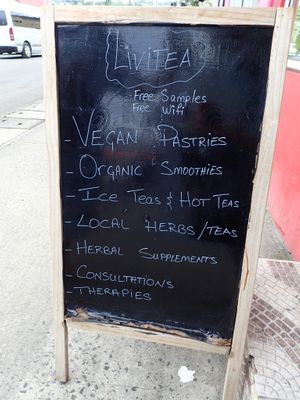 LiviTEA
Free Samples
Free Wifi
- VEGAN PASTRIES
- ORGANIC SMOOTHIES
- ICE TEAS & HOT TEAS
- LOCAL HERBS/TEAS
- HERBAL SUPPLEMENTS
- CONSULTATIONS
- THERAPIES